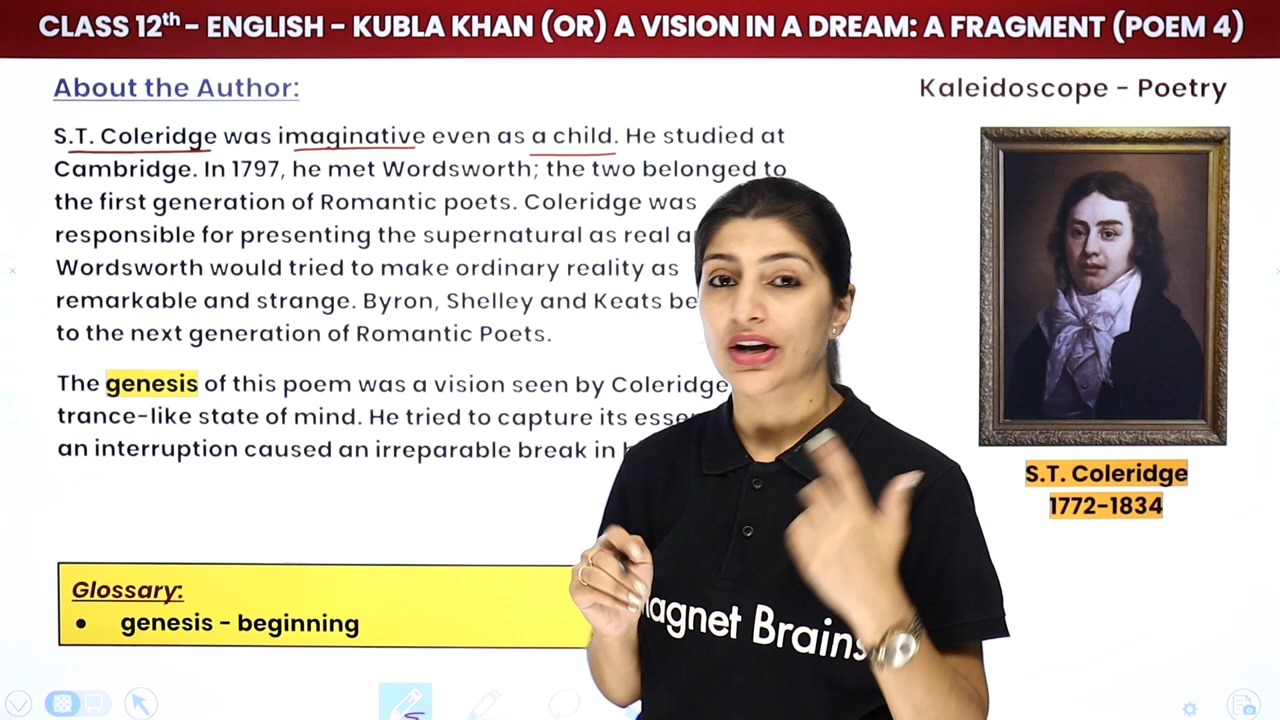 CLASS 12th - ENGLISH - KUBLA KHAN (OR) A VISION IN A DREAM: A FRAGMENT (POEM 4)
About the Author:
Kaleidoscope - Poetry
S.T. Coleridge was imaginative even as a child. He studied at
Cambridge. In 1797, he met Wordsworth; the two belonged to
the first generation of Romantic poets. Coleridge was
responsible for presenting the supernatural as real
Wordsworth would tried to make ordinary reality as
remarkable and strange. Byron, Shelley and Keats
to the next generation of Romantic Poets.
The genesis of this poem was a vision seen by Coleridge
trance-like state of mind. He tried to capture its
an interruption caused an irreparable break in
S.T. Coleridge
1772-1834
Glossary:
• genesis - beginning
agnet Brains